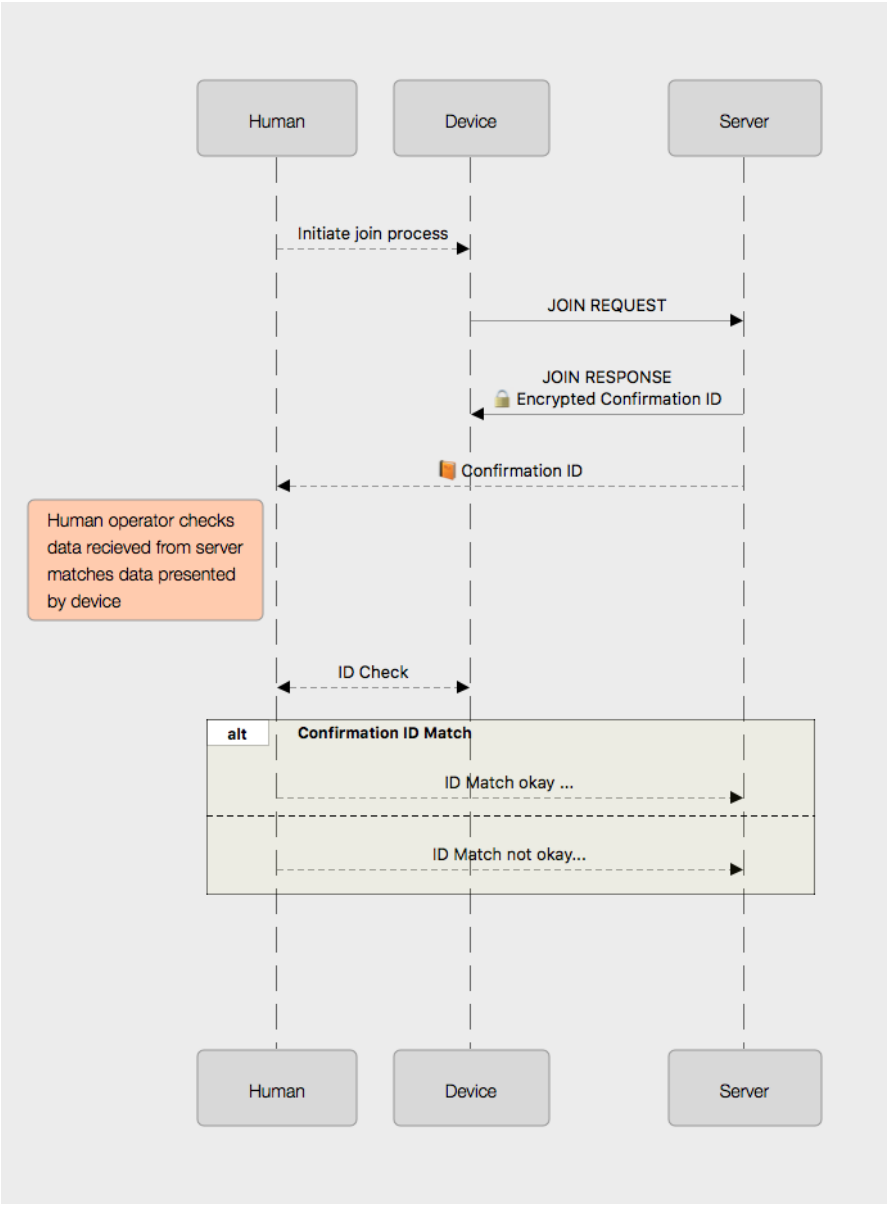 Human
Device
Server
Initiate join process
JOIN REQUEST
JOIN RESPONSE
🔒 Encrypted Confirmation ID
📙 Confirmation ID
Human operator checks
data recieved from server
matches data presented
by device
ID Check
alt
Confirmation ID Match
ID Match okay ...
ID Match not okay...
Human
Device
Server